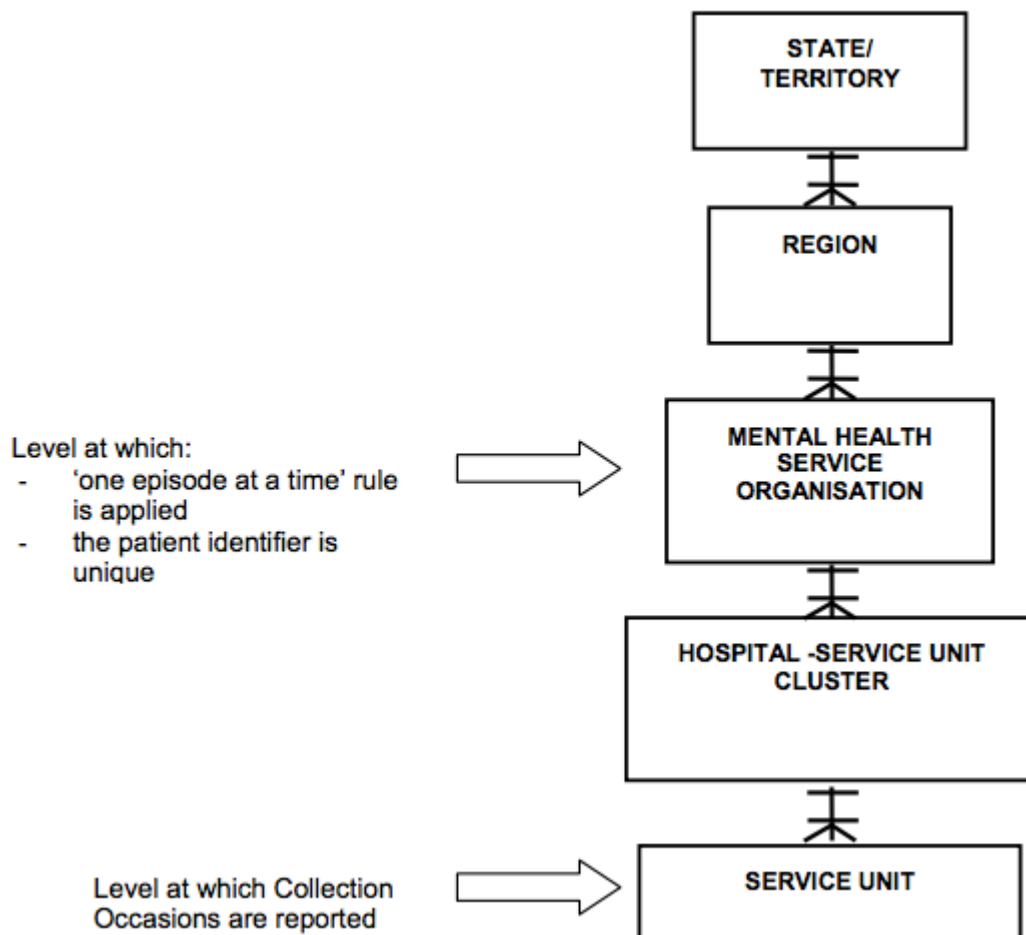 STATE/
TERRITORY
REGION
Level at which:
- ‘one episode at a time’ rule
is applied
- the patient identifier is
unique
MENTAL HEALTH
SERVICE
ORGANISATION
HOSPITAL -SERVICE UNIT
CLUSTER
Level at which Collection
Occasions are reported
SERVICE UNIT